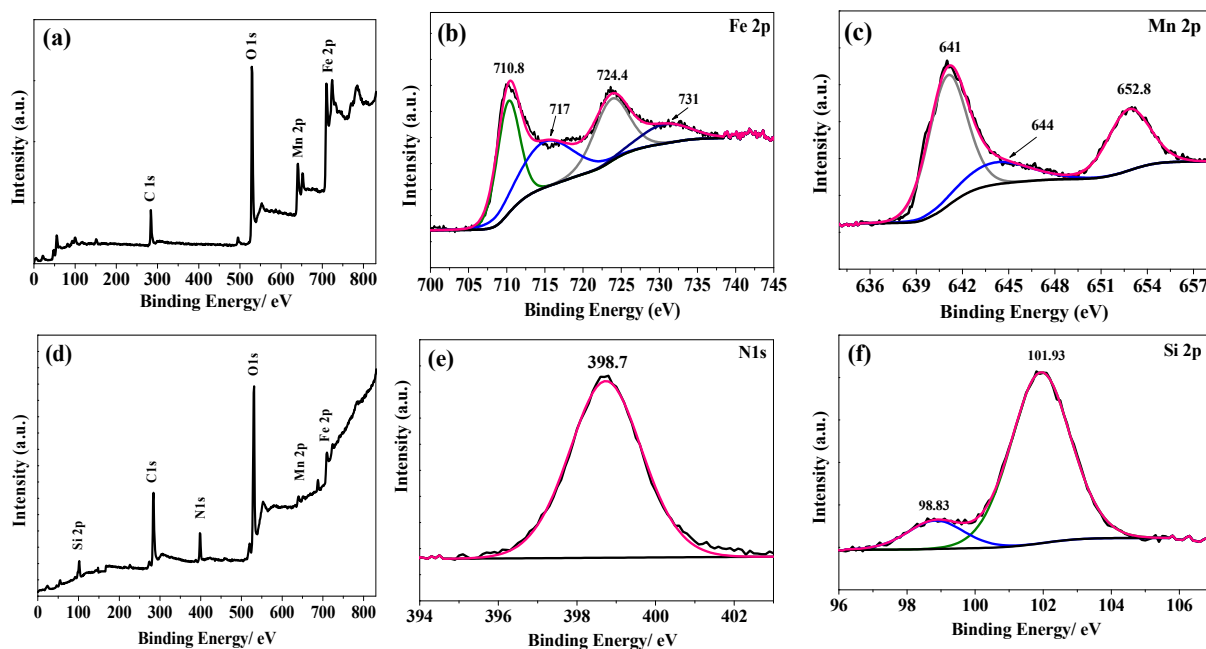 (a)
C 1s
O 1s
Mn 2p
Fe 2p
Intensity (a.u.)
0 100 200 300 400 500 600 700 800
Binding Energy/ eV
(b)
Fe 2p
710.8
717
724.4
731
Intensity (a.u.)
700 705 710 715 720 725 730 735 740 745
Binding Energy (eV)
(c)
Mn 2p
641
644
652.8
Intensity (a.u.)
636 639 642 645 648 651 654 657
Binding Energy (eV)
(d)
Si 2p
C1s
N1s
O1s
Mn 2p
Fe 2p
Intensity (a.u.)
0 100 200 300 400 500 600 700 800
Binding Energy/ eV
(e)
N1s
398.7
Intensity (a.u.)
394 396 398 400 402
Binding Energy/ eV
(f)
Si 2p
101.93
98.83
Intensity (a.u.)
96 98 100 102 104 106
Binding Energy/ eV